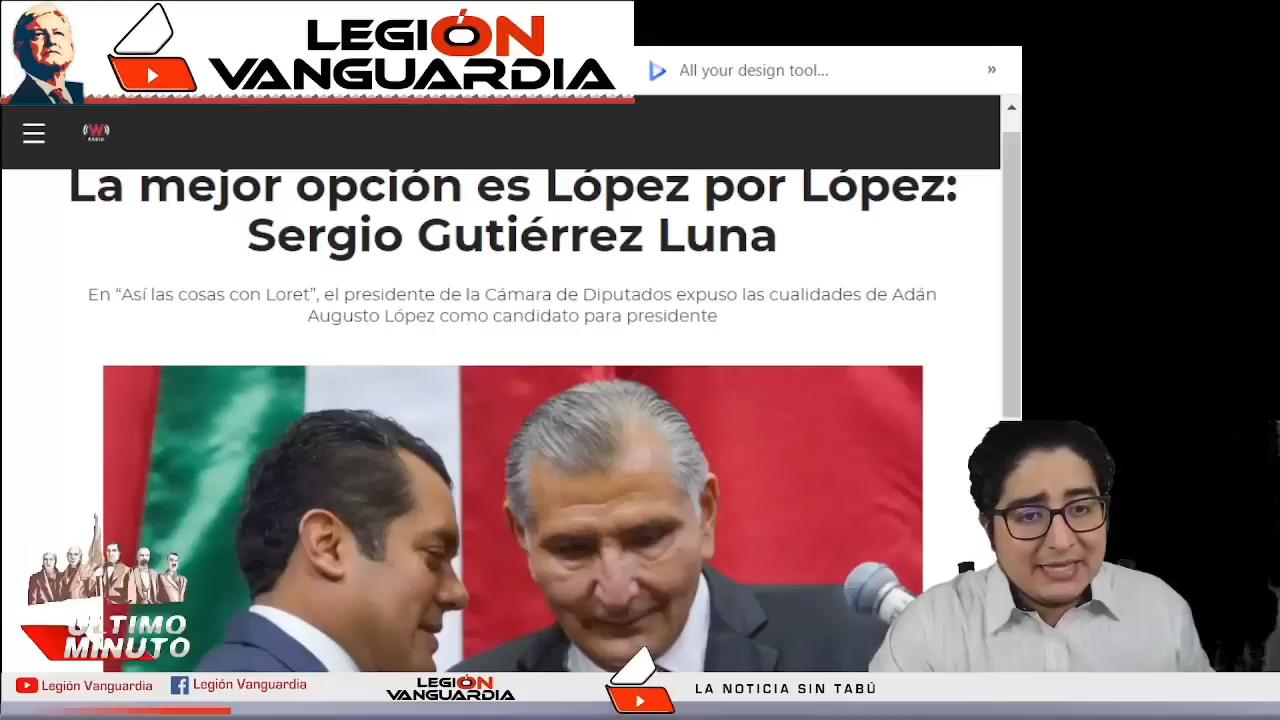 LEGIÓN
VANGUARDIA
All your design tool...
»
W
RADIO
La mejor opción es López por López:
Sergio Gutiérrez Luna
En “Así las cosas con Loret”, el presidente de la Cámara de Diputados expuso las cualidades de Adán
Augusto López como candidato para presidente
ÚLTIMO
MINUTO
Legión Vanguardia
Legión Vanguardia
LEGIÓN
VANGUARDIA
LA NOTICIA SIN TABÚ